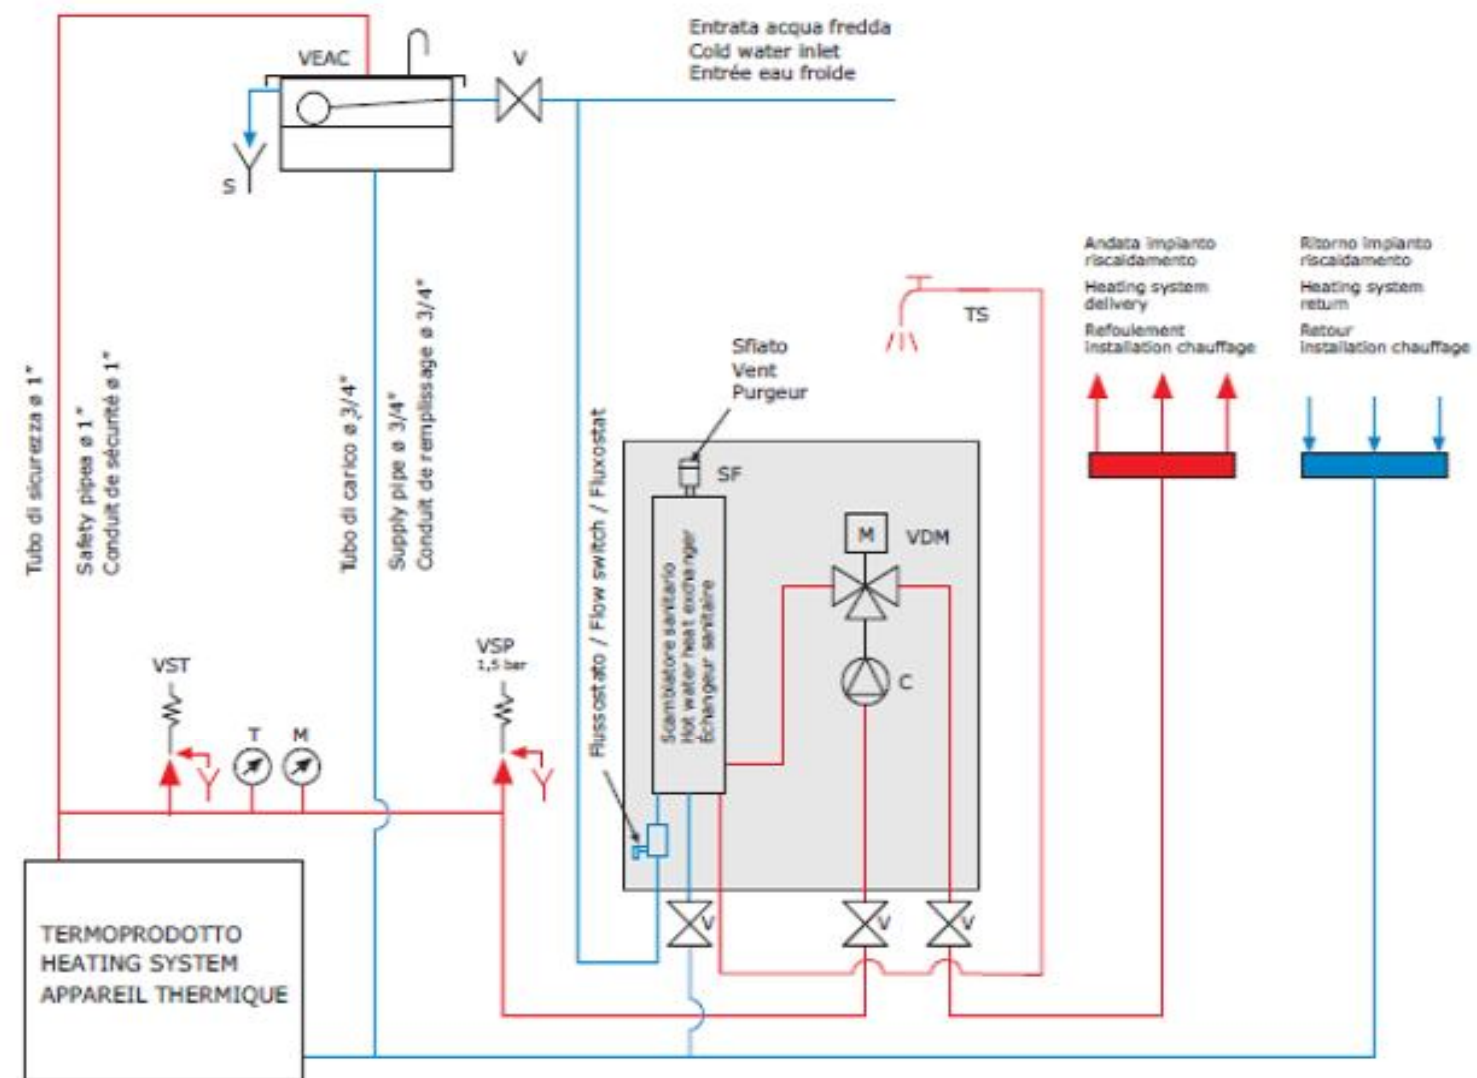 Entrata acqua fredda
Cold water inlet
Entrée eau froide
VEAC
V
S
Tubo di sicurezza ø 1"
Safety pipea ø 1"
Conduit de sécurité ø 1"
Tubo di carico ø 3/4"
Supply pipe ø 3/4"
Conduit de remplissage ø 3/4"
Andata impianto
riscaldamento
Heating system
delivery
Refoulement
installation chauffage
Ritorno impianto
riscaldamento
Heating system
return
Retour
installation chauffage
TS
Sfiato
Vent
Purgeur
Flussostato / Flow switch / Fluxostat
SF
M
VDM
Scambiatore sanitario
Hot water heat exchanger
Échangeur sanitaire
C
VST
T
M
VSP
1,5 bar
V
V
V
TERMOPRODOTTO
HEATING SYSTEM
APPAREIL THERMIQUE